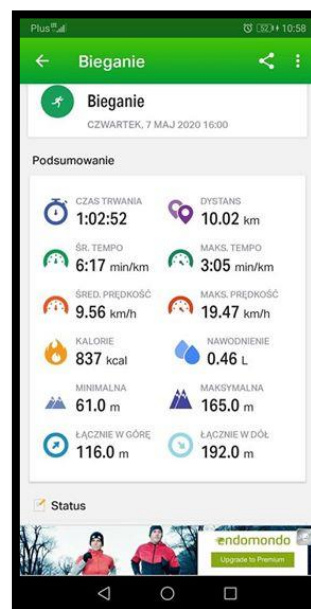 Plus 10:58
Bieganie
Bieganie
CZWARTEK, 7 MAJ 2020 16:00
Podsumowanie
CZAS TRWANIA DYSTANS
1:02:52 10.02 km
ŚR. TEMPO MAKS. TEMPO
6:17 min/km 3:05 min/km
ŚRED. PRĘDKOŚĆ MAKS. PRĘDKOŚĆ
9.56 km/h 19.47 km/h
KALORIE NAWODNIENIE
837 kcal 0.46 L
MINIMALNA MAKSYMALNA
61.0 m 165.0 m
ŁĄCZNIE W GÓRĘ ŁĄCZNIE W DÓŁ
116.0 m 192.0 m
Status
endomondo
Upgrade to Premium